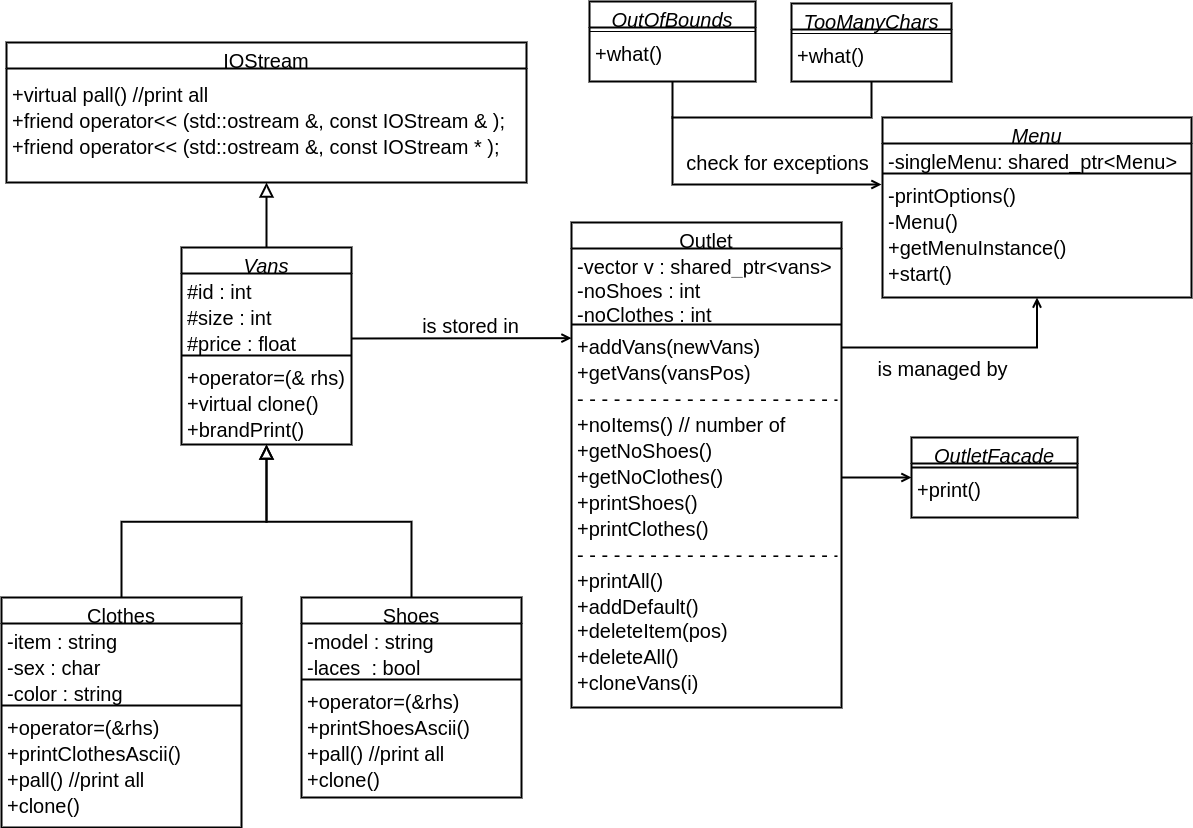 OutOfBounds
+what()
TooManyChars
+what()
IOStream
+virtual pall() //print all
+friend operator<< (std::ostream &, const IOStream & );
+friend operator<< (std::ostream &, const IOStream * );
check for exceptions
Menu
-singleMenu: shared_ptr<Menu>
-printOptions()
-Menu()
+getMenuInstance()
+start()
Vans
#id : int
#size : int
#price : float
+operator=(& rhs)
+virtual clone()
+brandPrint()
is stored in
Outlet
-vector v : shared_ptr<vans>
-noShoes : int
-noClothes : int
+addVans(newVans)
+getVans(vansPos)
- - - - - - - - - - - - - - - - - - - - - -
+noItems() // number of
+getNoShoes()
+getNoClothes()
+printShoes()
+printClothes()
- - - - - - - - - - - - - - - - - - - - - -
+printAll()
+addDefault()
+deleteItem(pos)
+deleteAll()
+cloneVans(i)
is managed by
OutletFacade
+print()
Clothes
-item : string
-sex : char
-color : string
+operator=(&rhs)
+printClothesAscii()
+pall() //print all
+clone()
Shoes
-model : string
-laces  : bool
+operator=(&rhs)
+printShoesAscii()
+pall() //print all
+clone()